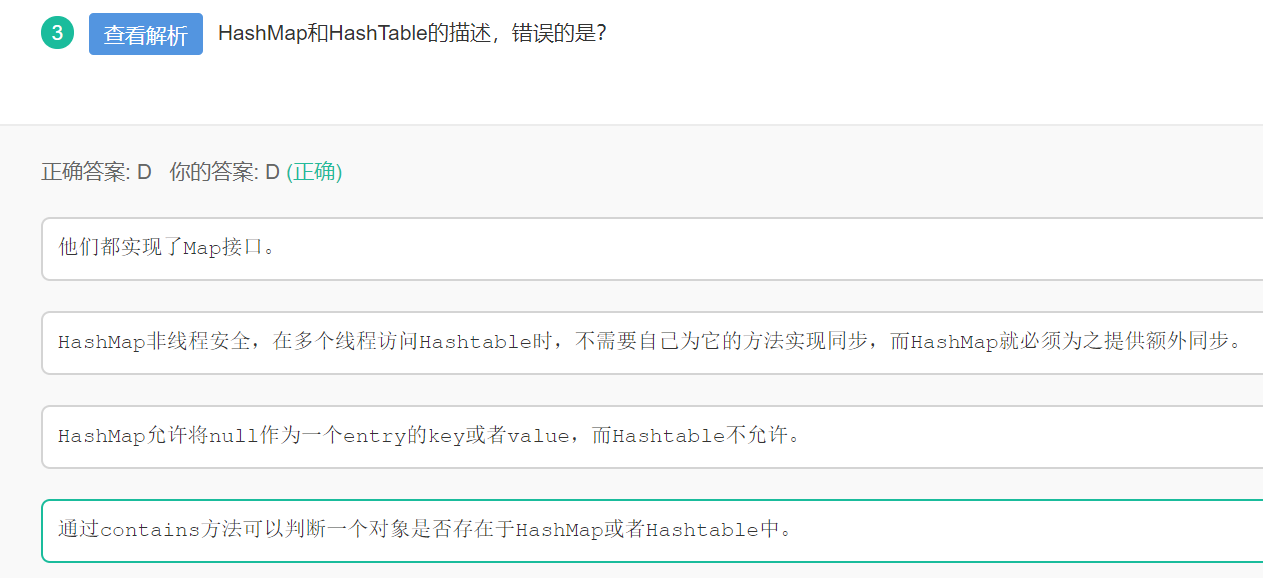 3 查看解析 HashMap和HashTable的描述，错误的是？
正确答案: D 你的答案: D (正确)
他们都实现了Map接口。
HashMap非线程安全，在多个线程访问Hashtable时，不需要自己为它的方法实现同步，而HashMap就必须为之提供额外同步。
HashMap允许将null作为一个entry的key或者value，而Hashtable不允许。
通过contains方法可以判断一个对象是否存在于HashMap或者Hashtable中。